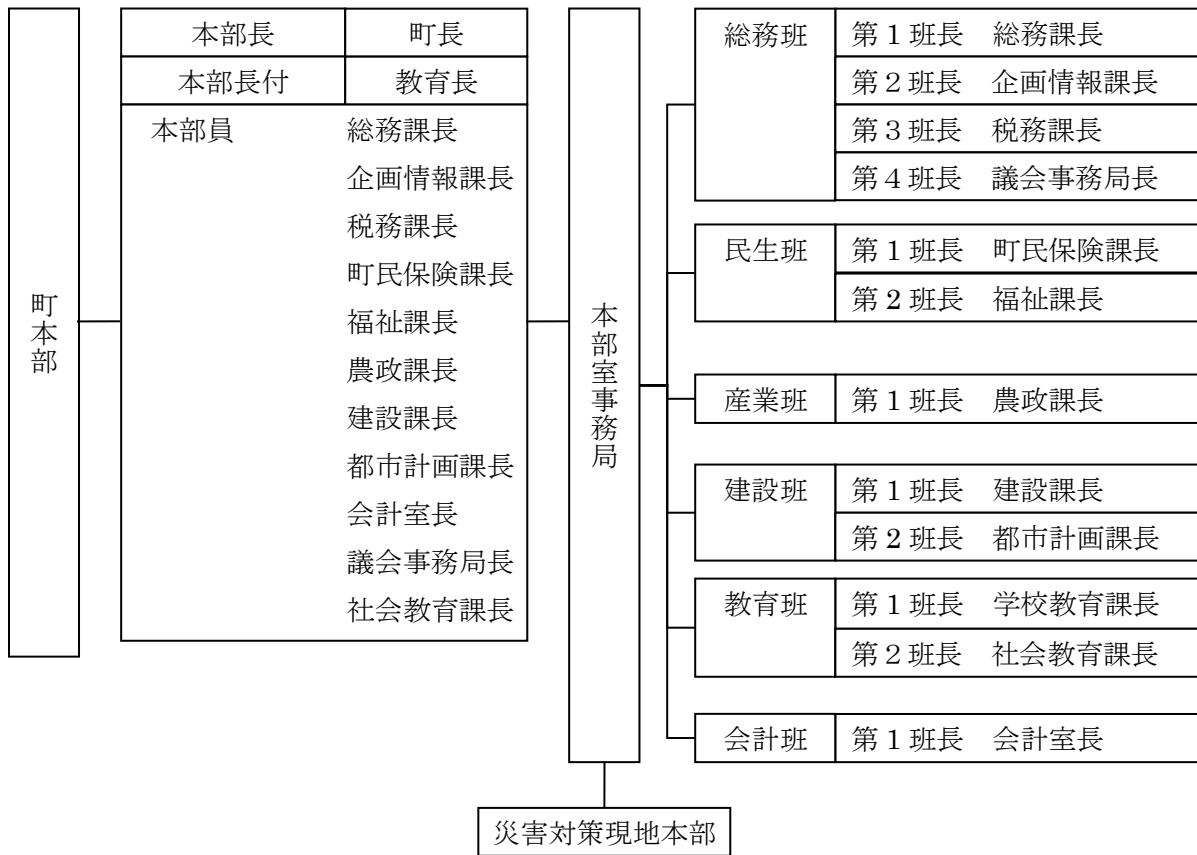 町本部
本部長 町長
本部長付 教育長
本部員 総務課長
企画情報課長
税務課長
町民保険課長
福祉課長
農政課長
建設課長
都市計画課長
会計室長
議会事務局長
社会教育課長
本部室事務局
総務班 第1班長 総務課長
第2班長 企画情報課長
第3班長 税務課長
第4班長 議会事務局長
民生班 第1班長 町民保険課長
第2班長 福祉課長
産業班 第1班長 農政課長
建設班 第1班長 建設課長
第2班長 都市計画課長
教育班 第1班長 学校教育課長
第2班長 社会教育課長
会計班 第1班長 会計室長
災害対策現地本部